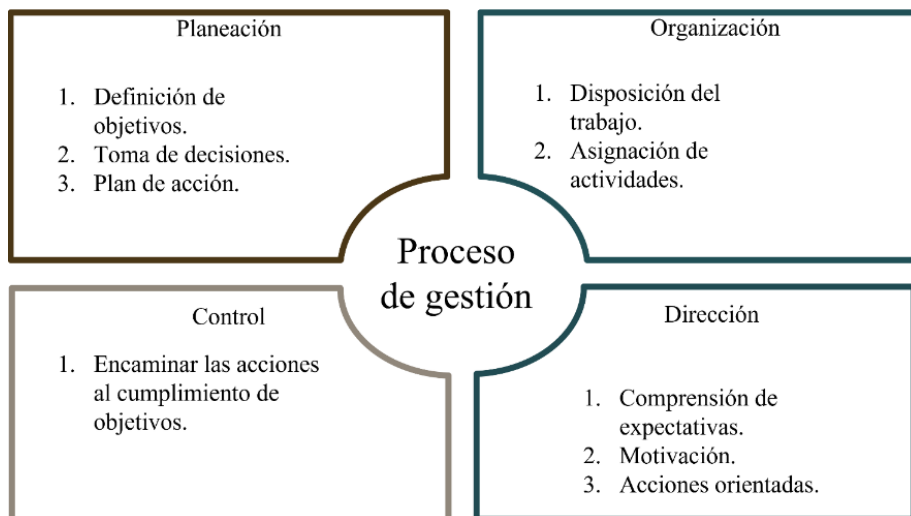 Planeación
1. Definición de
objetivos.
2. Toma de decisiones.
3. Plan de acción.
Organización
1. Disposición del
trabajo.
2. Asignación de
actividades.
Proceso
de gestión
Control
1. Encaminar las acciones
al cumplimiento de
objetivos.
Dirección
1. Comprensión de
expectativas.
2. Motivación.
3. Acciones orientadas.